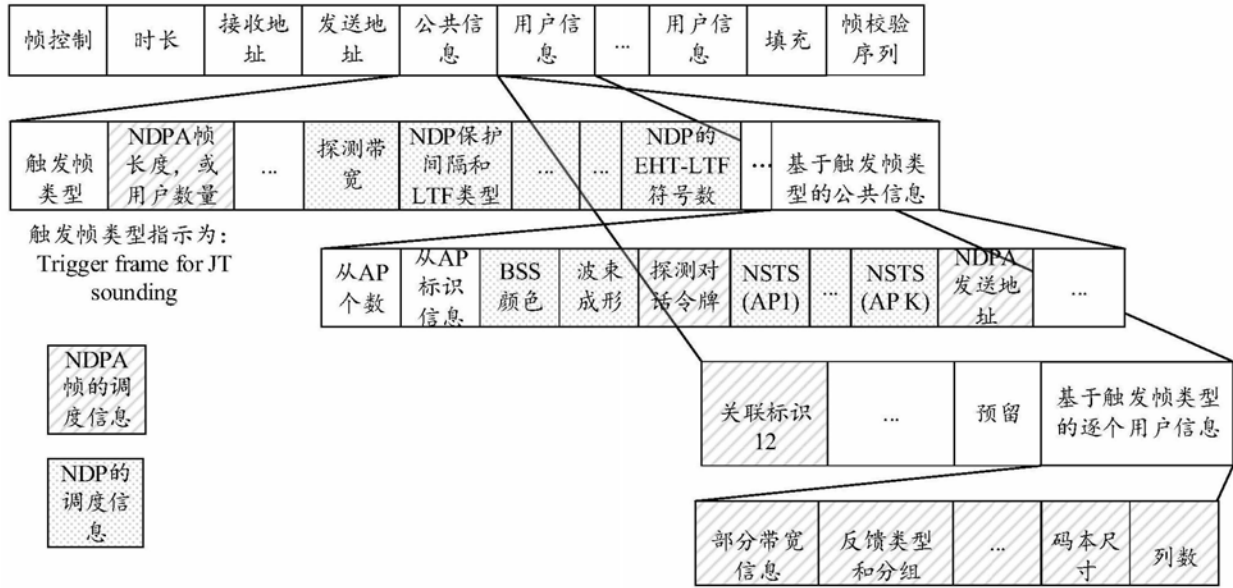 帧控制
时长
接收地
址
发送地
址
公共信
息
用户信
息
...
用户信
息
填充
帧校验
序列
触发帧
类型
NDPA帧
长度，或
用户数量
...
探测带
宽
NDP保护
间隔和
LTF类型
...
...
NDP的
EHT-LTF
符号数
...
基于触发帧类
型的公共信息
触发帧类型指示为：
Trigger frame for JT
sounding
从AP
个数
从AP
标识
信息
BSS
颜色
波束
成形
探测对
话令牌
NSTS
(AP1)
...
NSTS
(AP K)
NDPA
发送地
址
...
NDPA
帧的调
度信息
NDP的
调度信
息
关联标识
12
...
预留
基于触发帧类型
的逐个用户信息
部分带宽
信息
反馈类型
和分组
...
码本尺
寸
列数